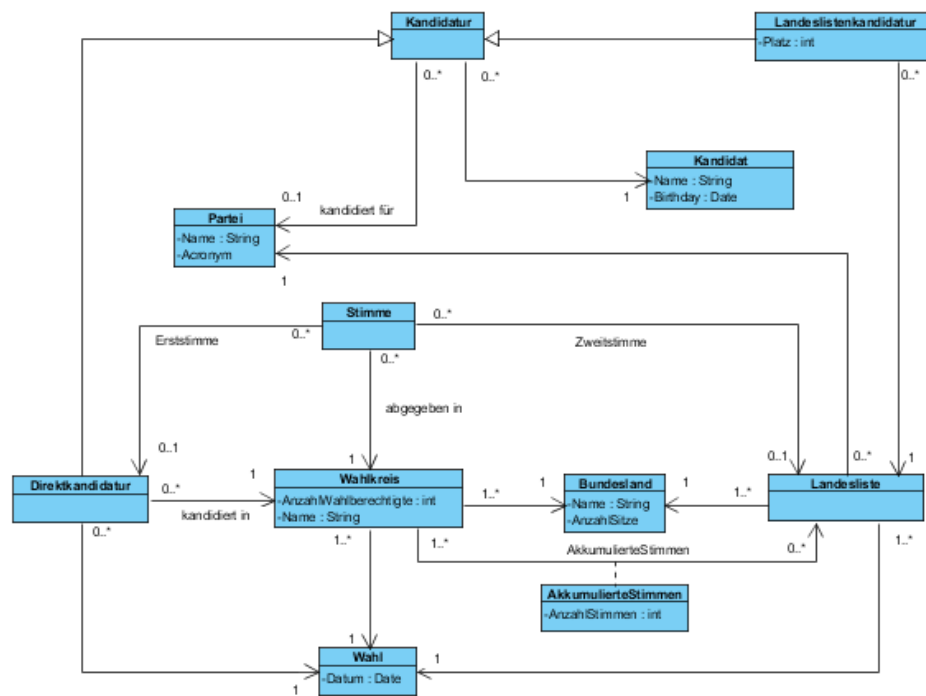 Kandidatur
Landeslistenkandidatur
-Platz : int
0..*
0..*
0..*
Kandidat
-Name : String
-Birthday : Date
1
0..1
kandidiert für
Partei
-Name : String
-Acronym
1
Stimme
0..*
0..*
0..*
Erststimme
Zweitstimme
abgegeben in
0..1
1
1
0..1
0..*
1
Direktkandidatur
0..*
kandidiert in
Wahlkreis
-AnzahlWahlberechtigte : int
-Name : String
1..*
1
Bundesland
-Name : String
-AnzahlSitze
1
1..*
Landesliste
0..*
1..*
1..*
AkkumulierteStimmen
0..*
1..*
AkkumulierteStimmen
-AnzahlStimmen : int
1
Wahl
-Datum : Date
1
1